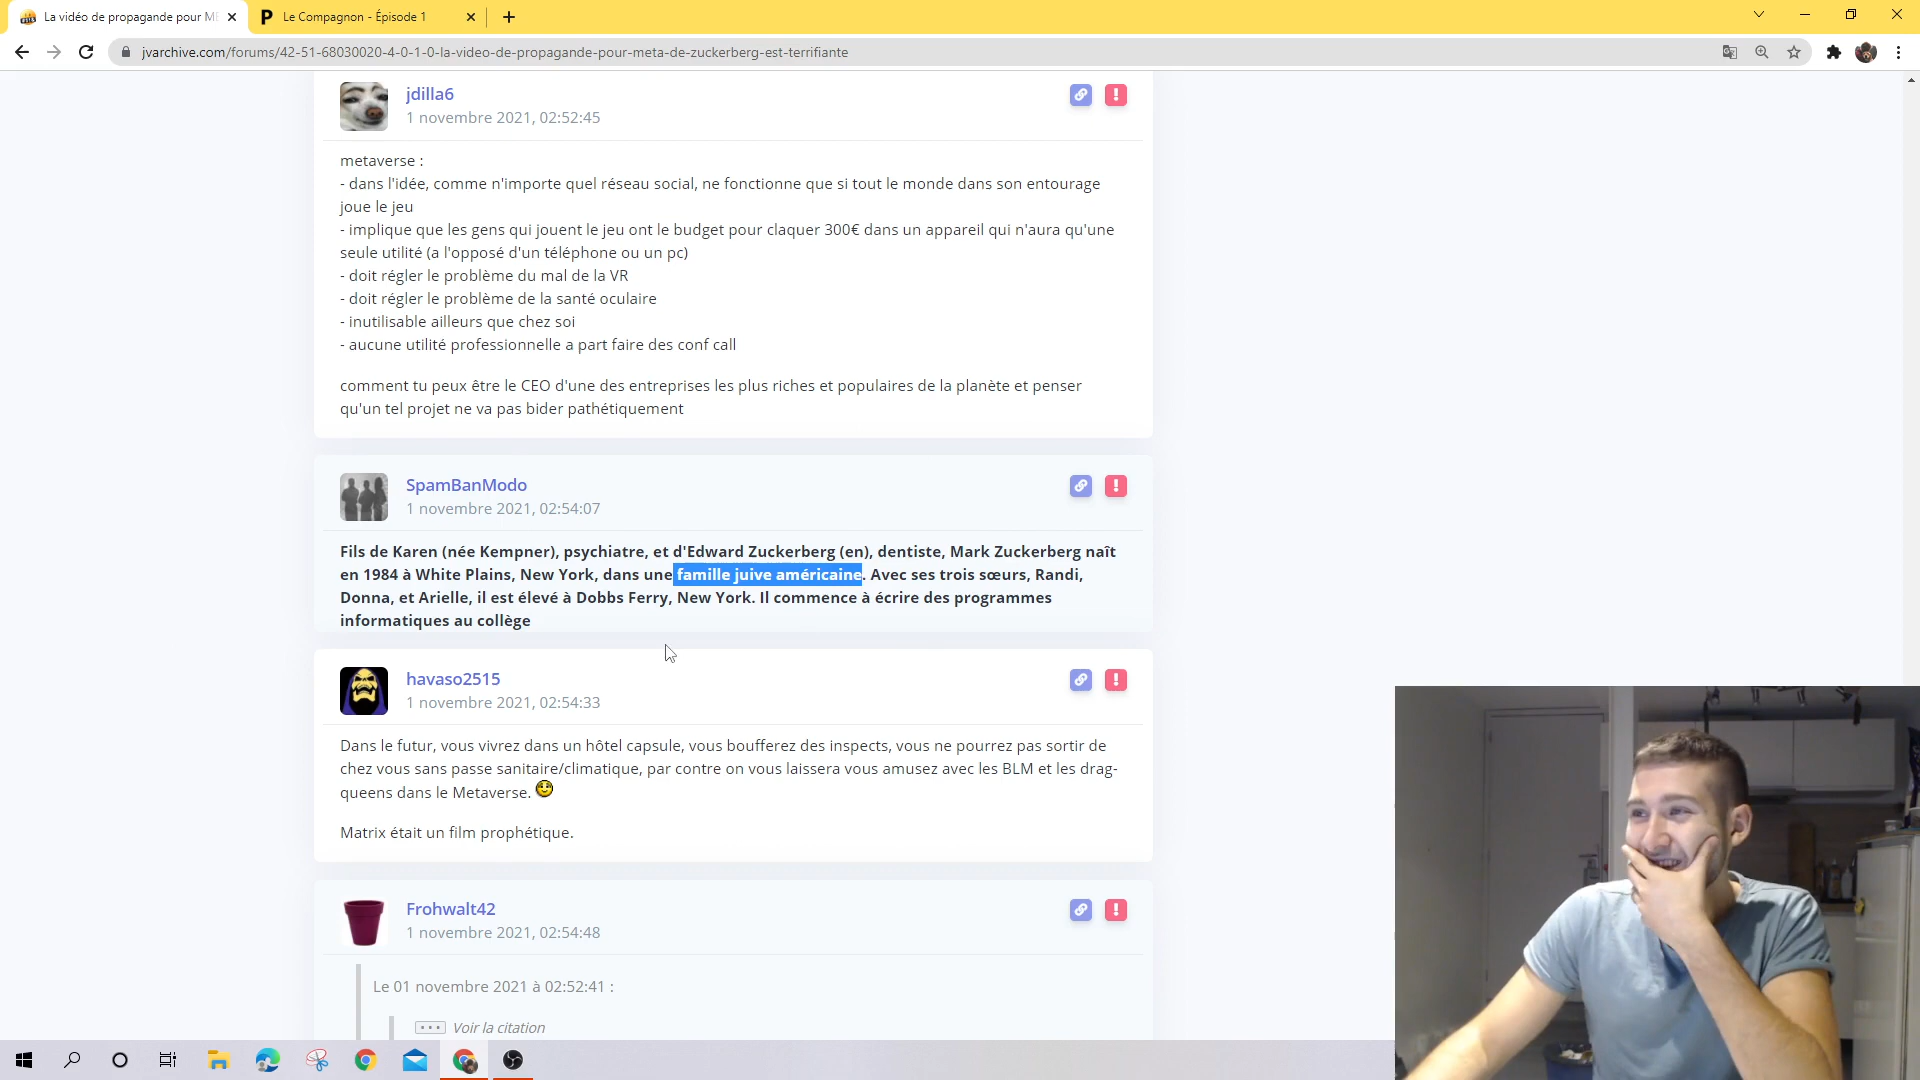 La vidéo de propagande pour ME
Le Compagnon - Épisode 1
jvarchive.com/forums/42-51-68030020-4-0-1-0-la-video-de-propagande-pour-meta-de-zuckerberg-est-terrifiante
jdilla6
1 novembre 2021, 02:52:45
metaverse :
- dans l'idée, comme n'importe quel réseau social, ne fonctionne que si tout le monde dans son entourage
joue le jeu
- implique que les gens qui jouent le jeu ont le budget pour claquer 300€ dans un appareil qui n'aura qu'une
seule utilité (a l'opposé d'un téléphone ou un pc)
- doit régler le problème du mal de la VR
- doit régler le problème de la santé oculaire
- inutilisable ailleurs que chez soi
- aucune utilité professionnelle a part faire des conf call
comment tu peux être le CEO d'une des entreprises les plus riches et populaires de la planète et penser
qu'un tel projet ne va pas bider pathétiquement
SpamBanModo
1 novembre 2021, 02:54:07
Fils de Karen (née Kempner), psychiatre, et d'Edward Zuckerberg (en), dentiste, Mark Zuckerberg naît
en 1984 à White Plains, New York, dans une famille juive américaine. Avec ses trois sœurs, Randi,
Donna, et Arielle, il est élevé à Dobbs Ferry, New York. Il commence à écrire des programmes
informatiques au collège
havaso2515
1 novembre 2021, 02:54:33
Dans le futur, vous vivrez dans un hôtel capsule, vous boufferez des inspects, vous ne pourrez pas sortir de
chez vous sans passe sanitaire/climatique, par contre on vous laissera vous amusez avec les BLM et les drag-
queens dans le Metaverse.
Matrix était un film prophétique.
Frohwalt42
1 novembre 2021, 02:54:48
Le 01 novembre 2021 à 02:52:41 :
Voir la citation